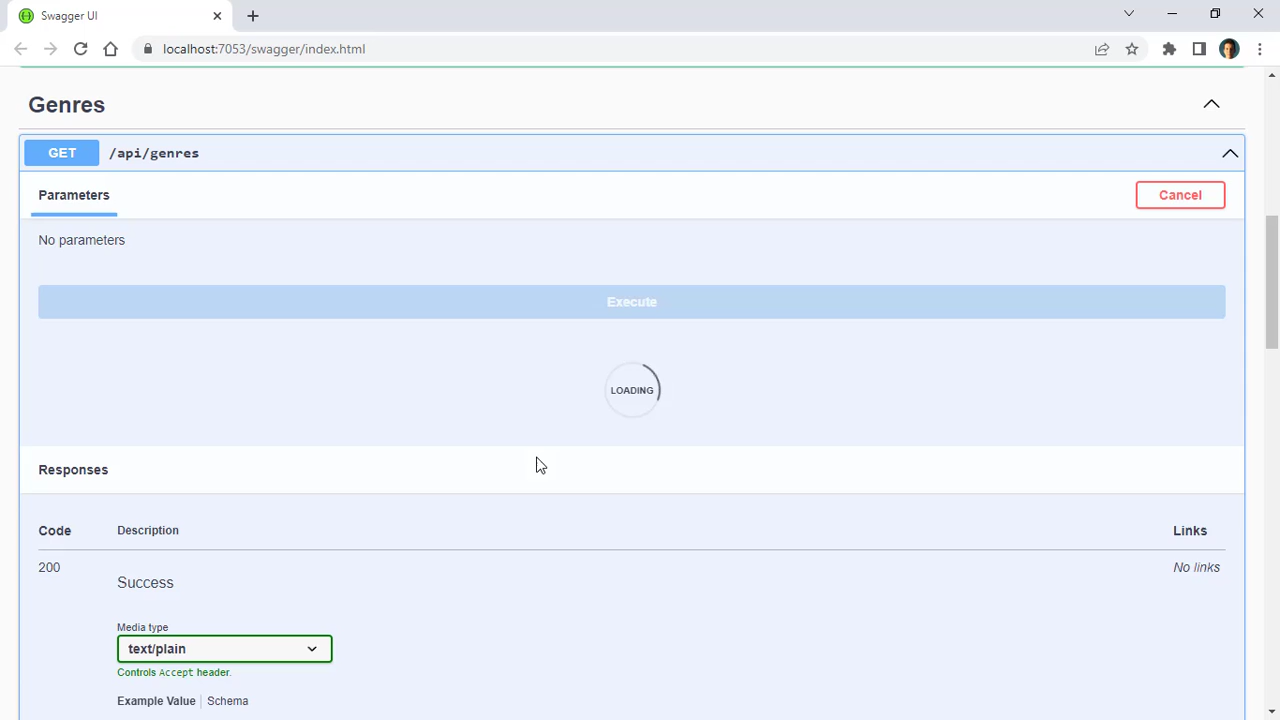 Swagger UI
localhost:7053/swagger/index.html
Genres
GET /api/genres
Parameters
Cancel
No parameters
Execute
LOADING
Responses
Code Description Links
200 Success No links
Media type
text/plain
Controls Accept header.
Example Value Schema